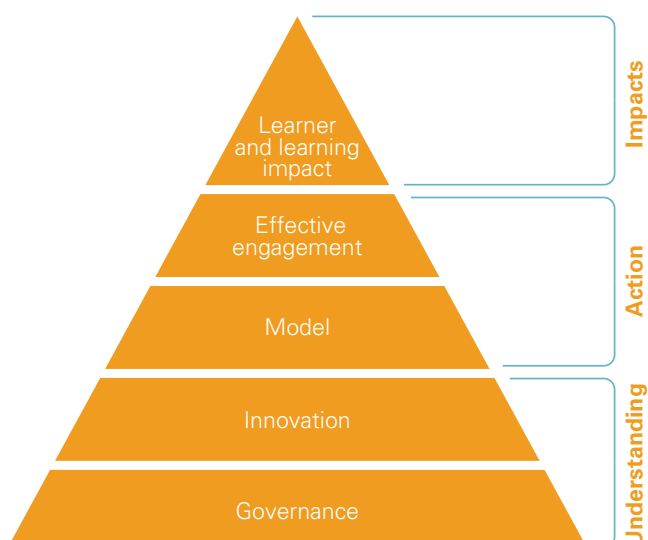 Learner
and learning
impact
Effective
engagement
Model
Innovation
Governance
Impacts
Action
Understanding